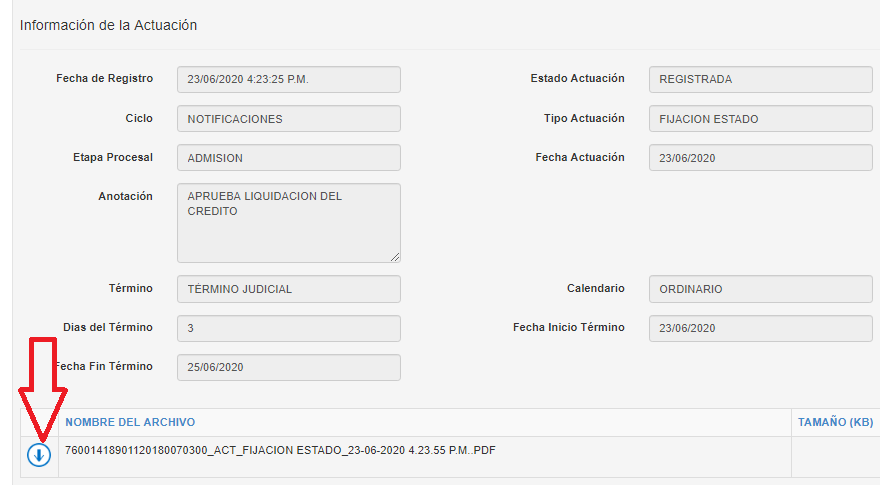 Información de la Actuación
Fecha de Registro 23/06/2020 4:23:25 P.M. Estado Actuación REGISTRADA
Ciclo NOTIFICACIONES Tipo Actuación FIJACION ESTADO
Etapa Procesal ADMISION Fecha Actuación 23/06/2020
Anotación APRUEBA LIQUIDACION DEL
CREDITO
Término TÉRMINO JUDICIAL Calendario ORDINARIO
Dias del Término 3 Fecha Inicio Término 23/06/2020
Fecha Fin Término 25/06/2020
NOMBRE DEL ARCHIVO TAMAÑO (KB)
76001418901120180070300_ACT_FIJACION ESTADO_23-06-2020 4.23.55 P.M..PDF